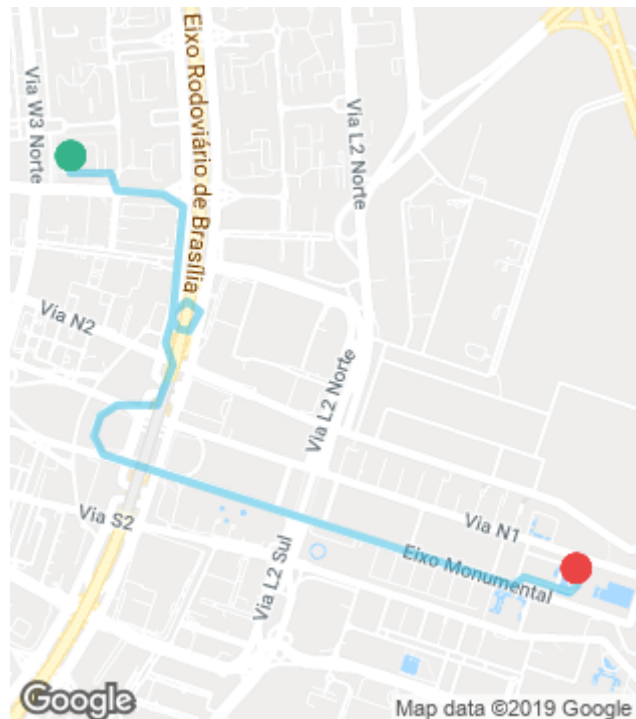 Via W3 Norte
Eixo Rodoviário de Brasília
Via L2 Norte
Via N2
Via L2 Norte
Via S2
Via L2 Sul
Via N1
Eixo Monumental
Google
Map data ©2019 Google